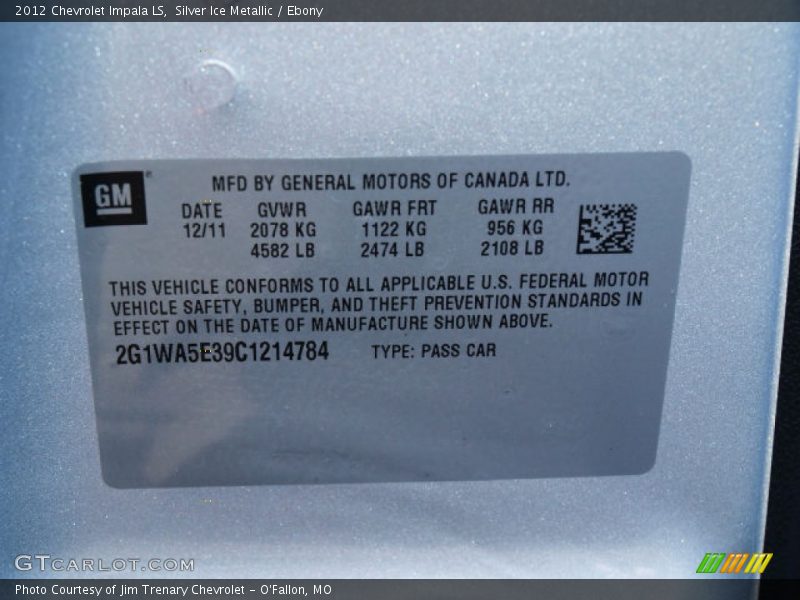 2012 Chevrolet Impala LS, Silver Ice Metallic / Ebony
GM
MFD BY GENERAL MOTORS OF CANADA LTD.
DATE GVWR GAWR FRT GAWR RR
12/11 2078 KG 1122 KG 956 KG
4582 LB 2474 LB 2108 LB
THIS VEHICLE CONFORMS TO ALL APPLICABLE U.S. FEDERAL MOTOR
VEHICLE SAFETY, BUMPER, AND THEFT PREVENTION STANDARDS IN
EFFECT ON THE DATE OF MANUFACTURE SHOWN ABOVE.
2G1WA5E39C1214784 TYPE: PASS CAR
GTCARLOT.COM
Photo Courtesy of Jim Trenary Chevrolet - O'Fallon, MO